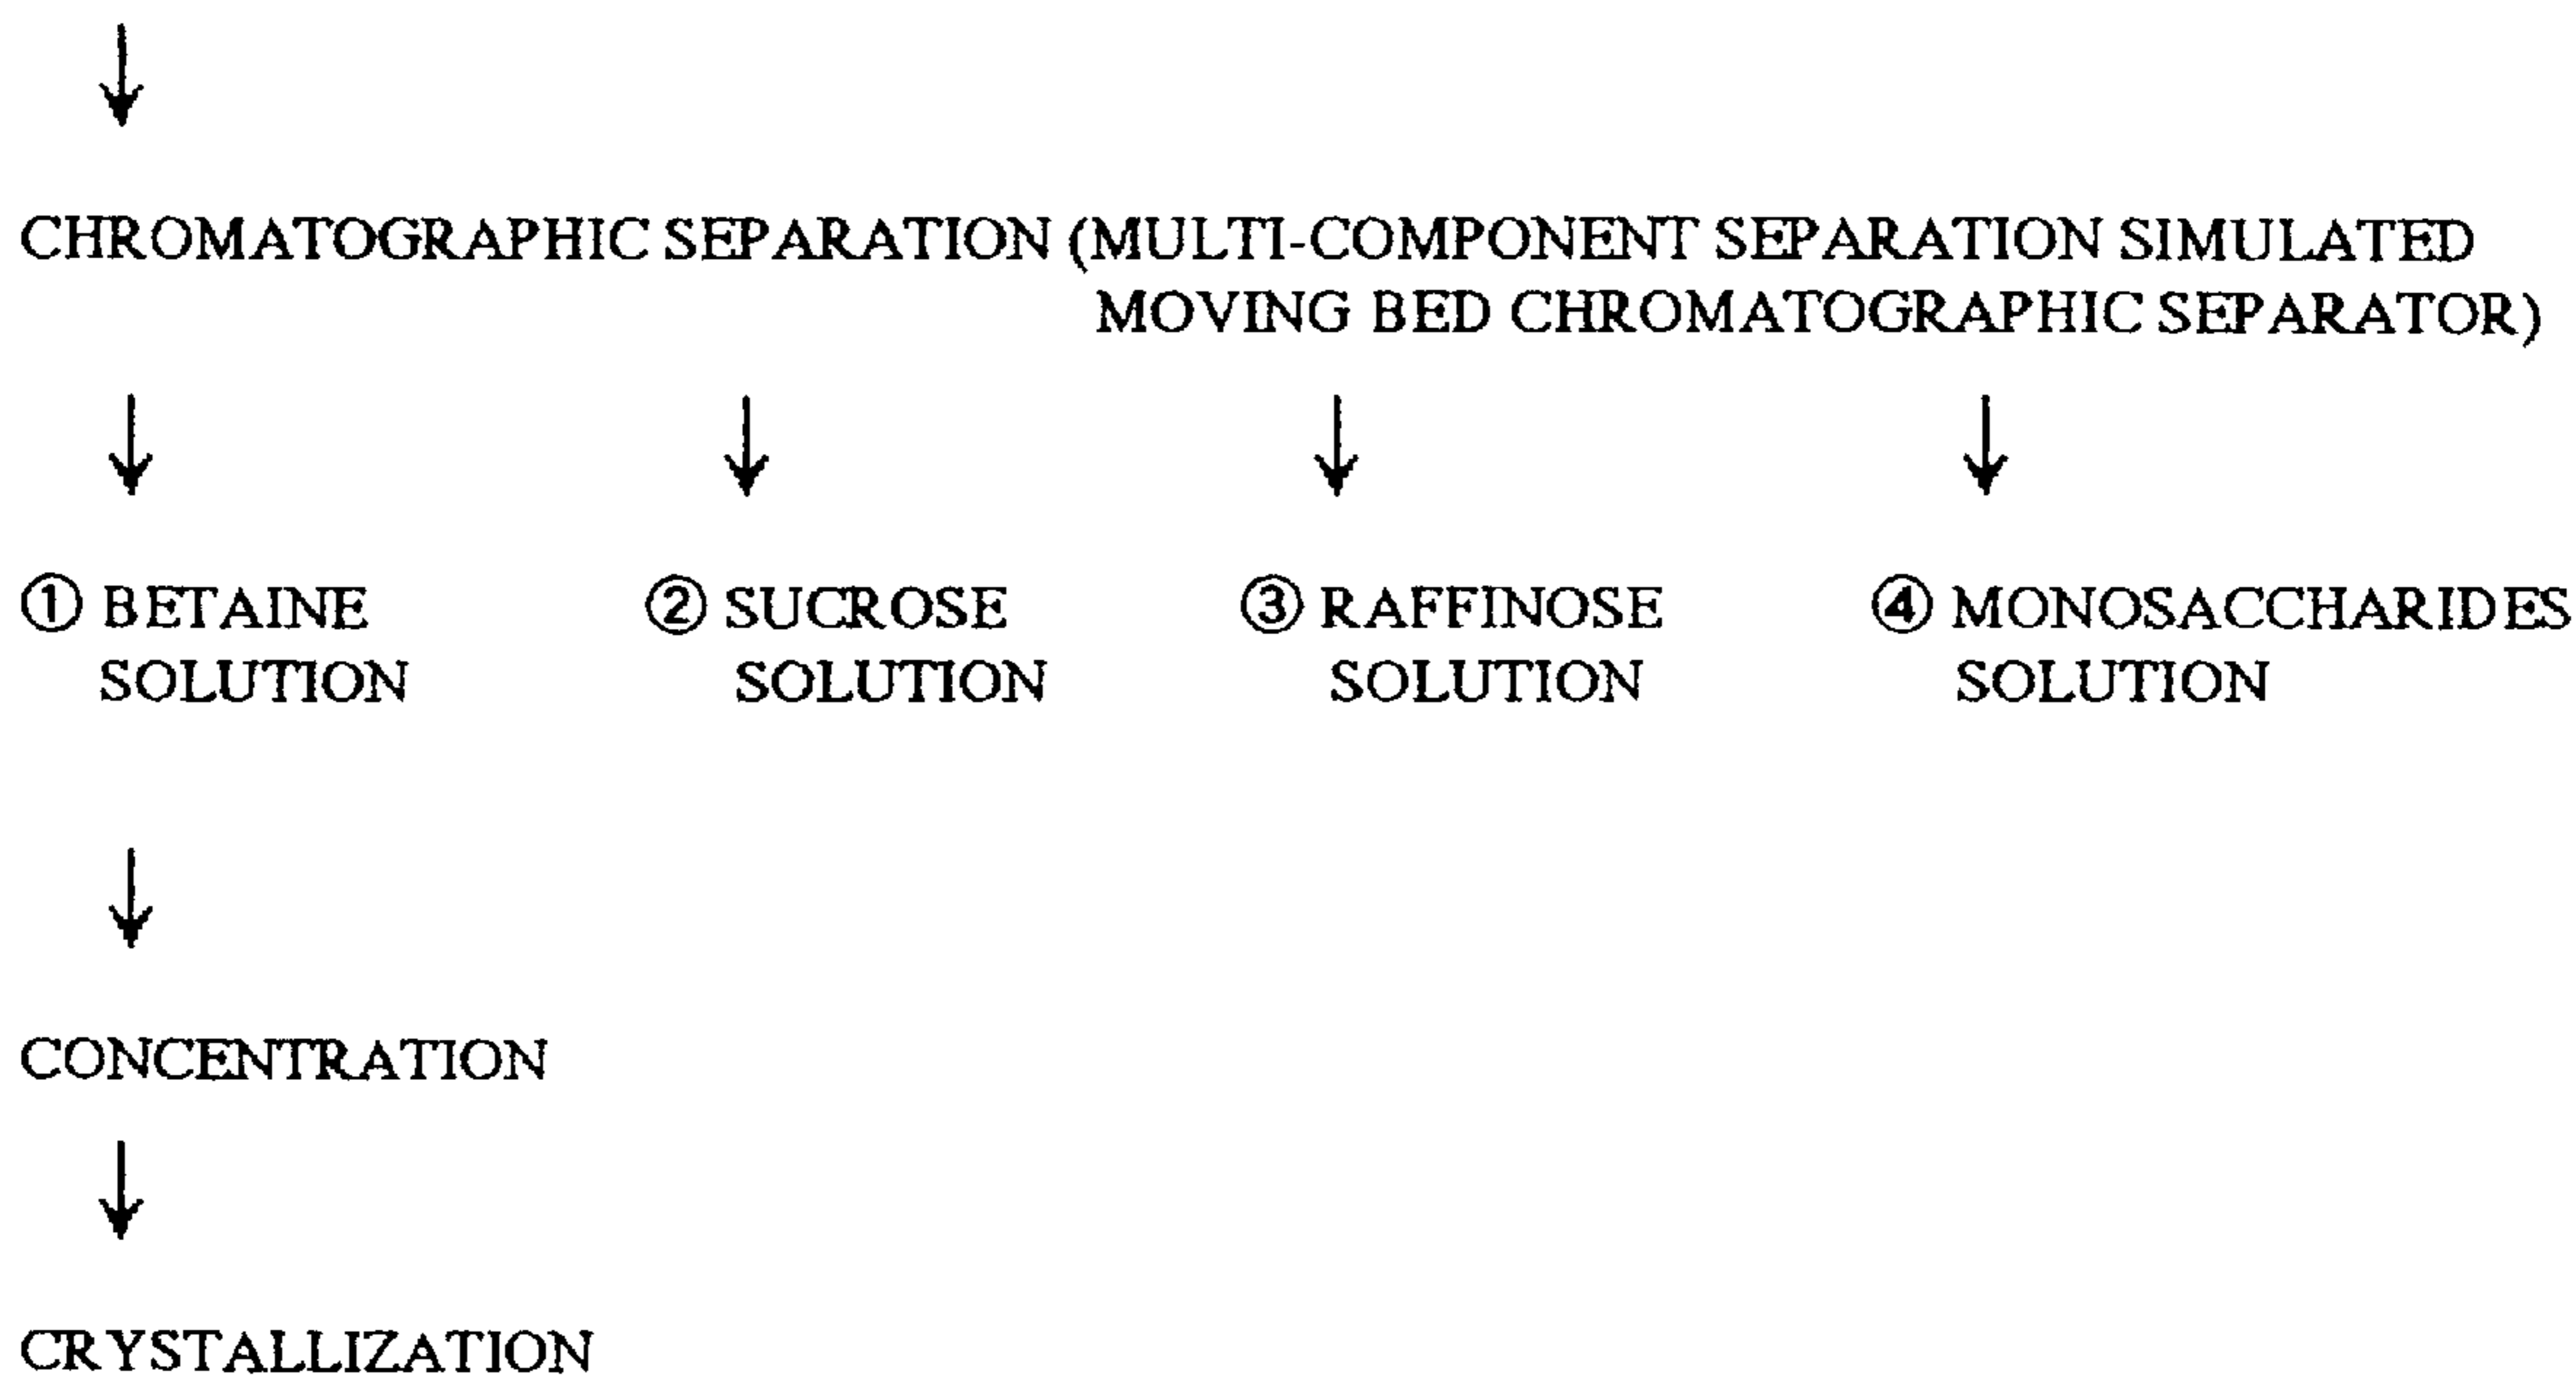 CHROMATOGRAPHIC SEPARATION (MULTI-COMPONENT SEPARATION SIMULATED
MOVING BED CHROMATOGRAPHIC SEPARATOR)
① BETAINE
SOLUTION
② SUCROSE
SOLUTION
③ RAFFINOSE
SOLUTION
④ MONOSACCHARIDES
SOLUTION
CONCENTRATION
CRYSTALLIZATION